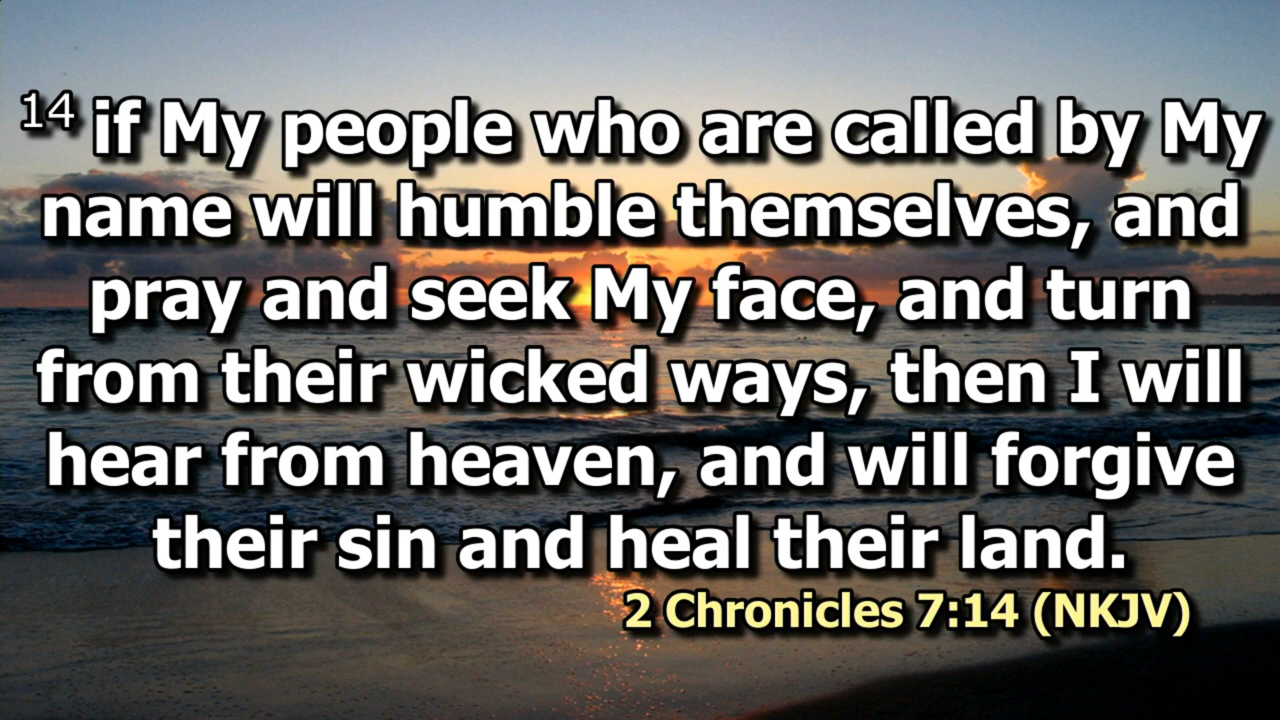 14 if My people who are called by My
name will humble themselves, and
pray and seek My face, and turn
from their wicked ways, then I will
hear from heaven, and will forgive
their sin and heal their land.
2 Chronicles 7:14 (NKJV)